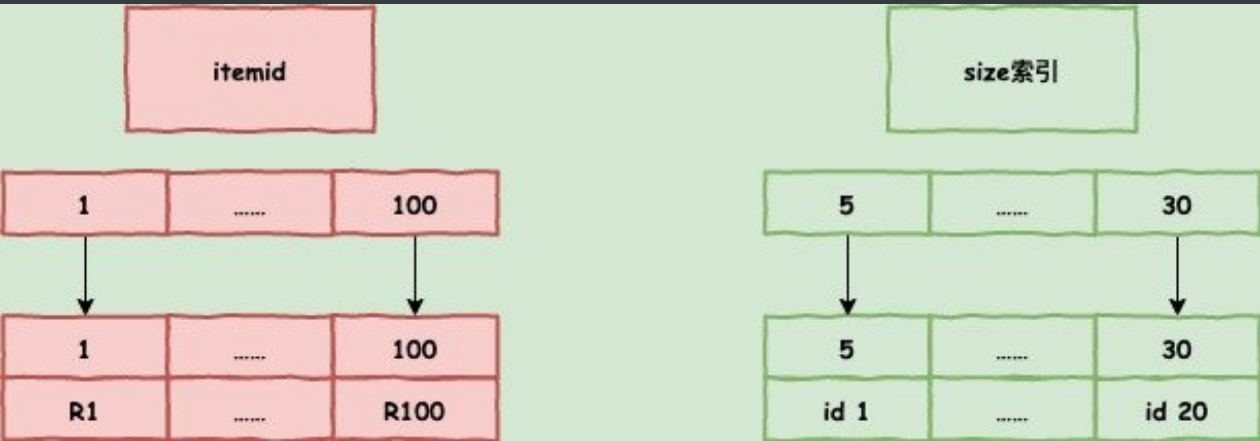 itemid
size索引
1 …… 100
5 …… 30
1 …… 100
5 …… 30
R1 …… R100
id 1 …… id 20